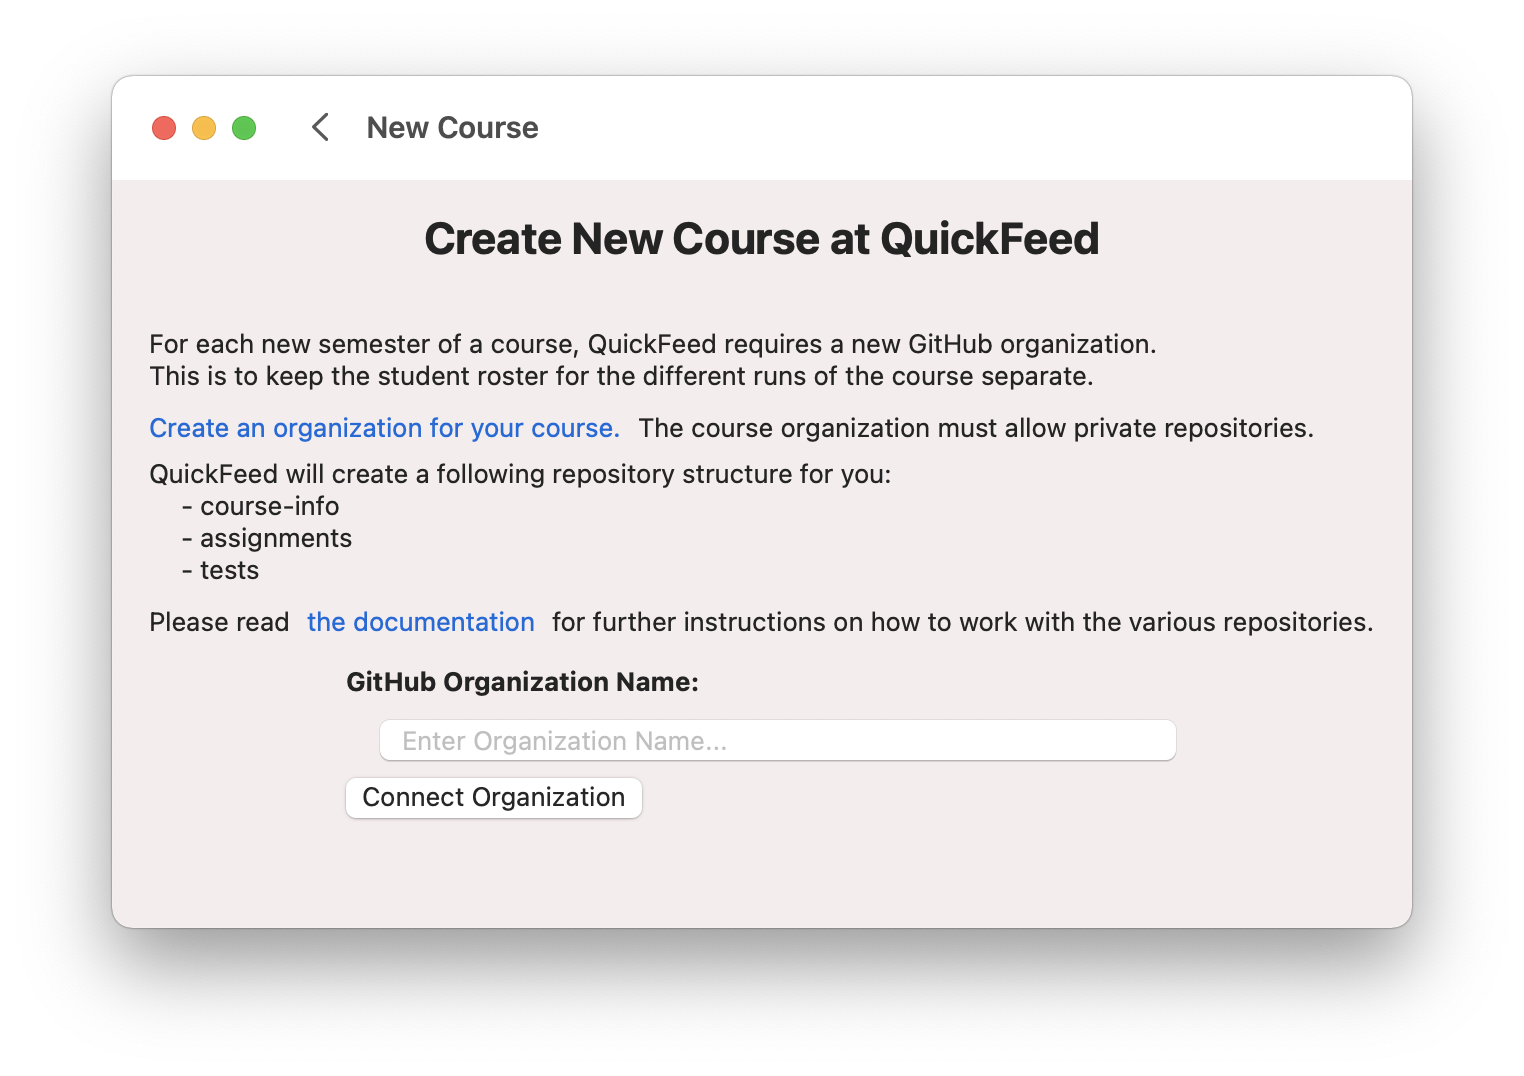 New Course
Create New Course at QuickFeed
For each new semester of a course, QuickFeed requires a new GitHub organization.
This is to keep the student roster for the different runs of the course separate.
Create an organization for your course. The course organization must allow private repositories.
QuickFeed will create a following repository structure for you:
- course-info
- assignments
- tests
Please read the documentation for further instructions on how to work with the various repositories.
GitHub Organization Name:
Enter Organization Name...
Connect Organization